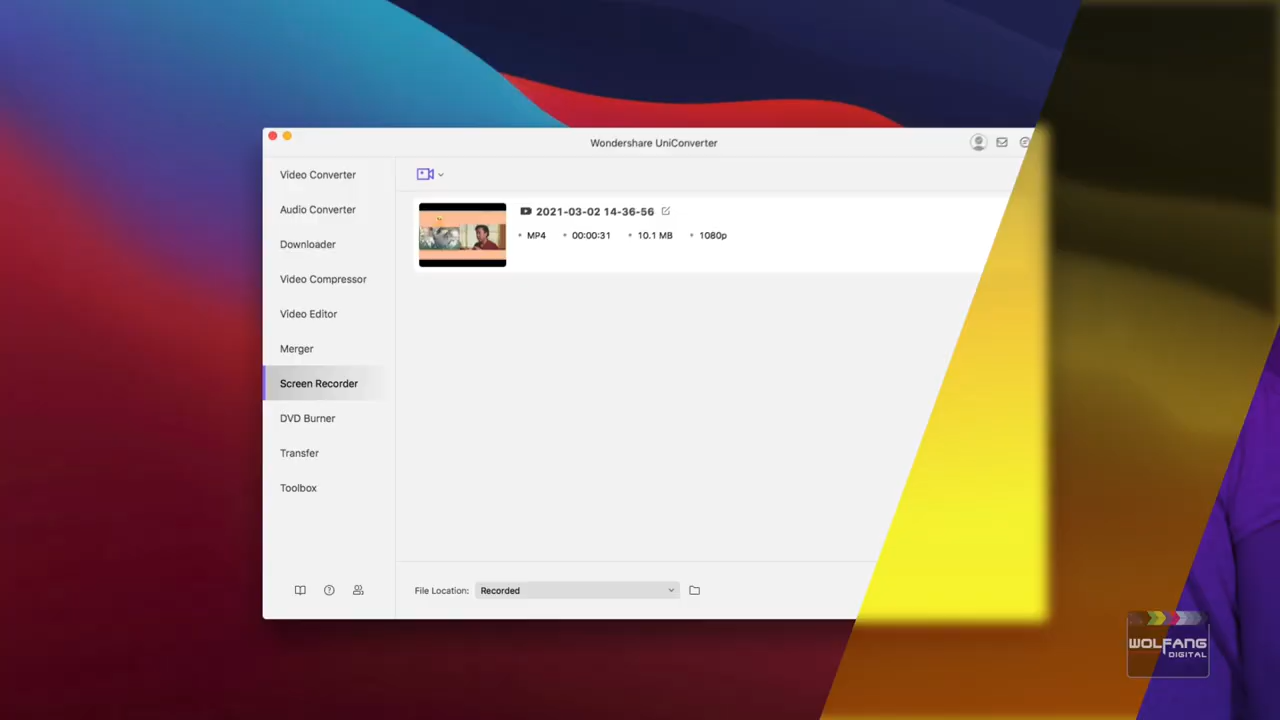 Wondershare UniConverter
Video Converter
Audio Converter
Downloader
Video Compressor
Video Editor
Merger
Screen Recorder
DVD Burner
Transfer
Toolbox
2021-03-02 14-36-56
• MP4 • 00:00:31 • 10.1 MB • 1080p
File Location: Recorded
WOLFANG
DIGITAL